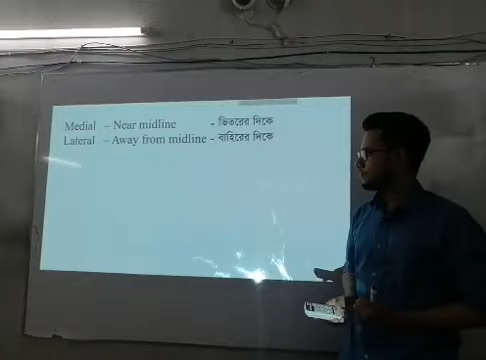 Medial – Near midline - ভিতরের দিকে
Lateral – Away from midline - বাহিরের দিকে